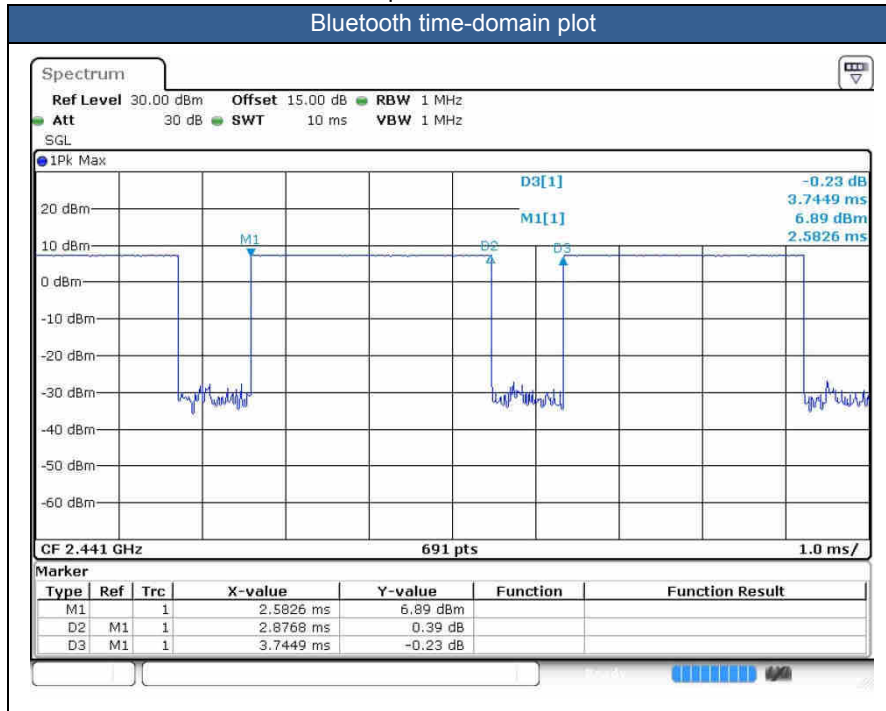 Bluetooth time-domain plot
Spectrum
Ref Level 30.00 dBm Offset 15.00 dB RBW 1 MHz
Att 30 dB SWT 10 ms VBW 1 MHz
SGL
1Pk Max
D3[1] -0.23 dB
3.7449 ms
M1[1] 6.89 dBm
2.5826 ms
20 dBm
10 dBm
M1 D2 D3
0 dBm
-10 dBm
-20 dBm
-30 dBm
-40 dBm
-50 dBm
-60 dBm
CF 2.441 GHz 691 pts 1.0 ms/
Marker
Type Ref Trc X-value Y-value Function Function Result
M1 1 2.5826 ms 6.89 dBm
D2 M1 1 2.8768 ms 0.39 dB
D3 M1 1 3.7449 ms -0.23 dB